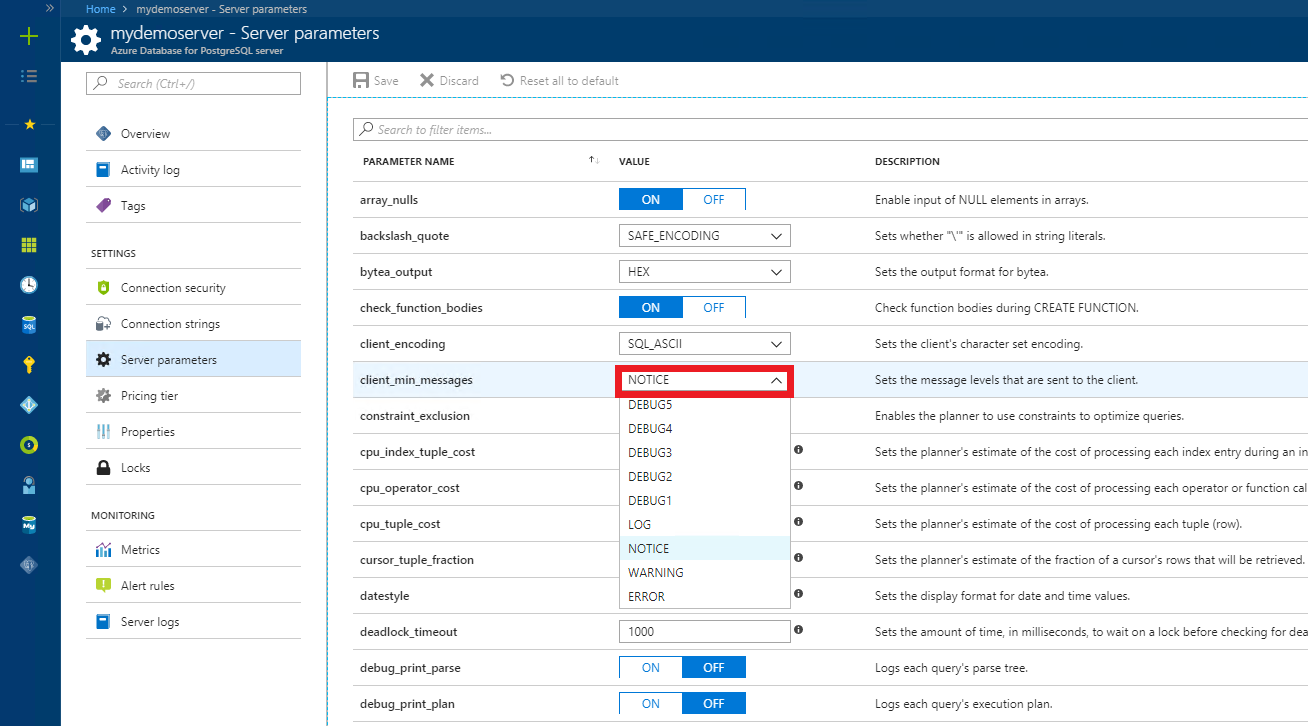 Home > mydemoserver - Server parameters
mydemoserver - Server parameters
Azure Database for PostgreSQL server
Search (Ctrl+/)
Overview
Activity log
Tags
SETTINGS
Connection security
Connection strings
Server parameters
Pricing tier
Properties
Locks
MONITORING
Metrics
Alert rules
Server logs
Save Discard Reset all to default
Search to filter items...
PARAMETER NAME VALUE DESCRIPTION
array_nulls ON OFF Enable input of NULL elements in arrays.
backslash_quote SAFE_ENCODING Sets whether "\'" is allowed in string literals.
bytea_output HEX Sets the output format for bytea.
check_function_bodies ON OFF Check function bodies during CREATE FUNCTION.
client_encoding SQL_ASCII Sets the client's character set encoding.
client_min_messages NOTICE Sets the message levels that are sent to the client.
DEBUG5
constraint_exclusion Enables the planner to use constraints to optimize queries.
DEBUG4
cpu_index_tuple_cost DEBUG3 Sets the planner's estimate of the cost of processing each index entry during an in
DEBUG2
cpu_operator_cost Sets the planner's estimate of the cost of processing each operator or function cal
DEBUG1
cpu_tuple_cost LOG Sets the planner's estimate of the cost of processing each tuple (row).
NOTICE
cursor_tuple_fraction Sets the planner's estimate of the fraction of a cursor's rows that will be retrieved.
WARNING
datestyle ERROR Sets the display format for date and time values.
deadlock_timeout 1000 Sets the amount of time, in milliseconds, to wait on a lock before checking for dea
debug_print_parse ON OFF Logs each query's parse tree.
debug_print_plan ON OFF Logs each query's execution plan.
SQL
My